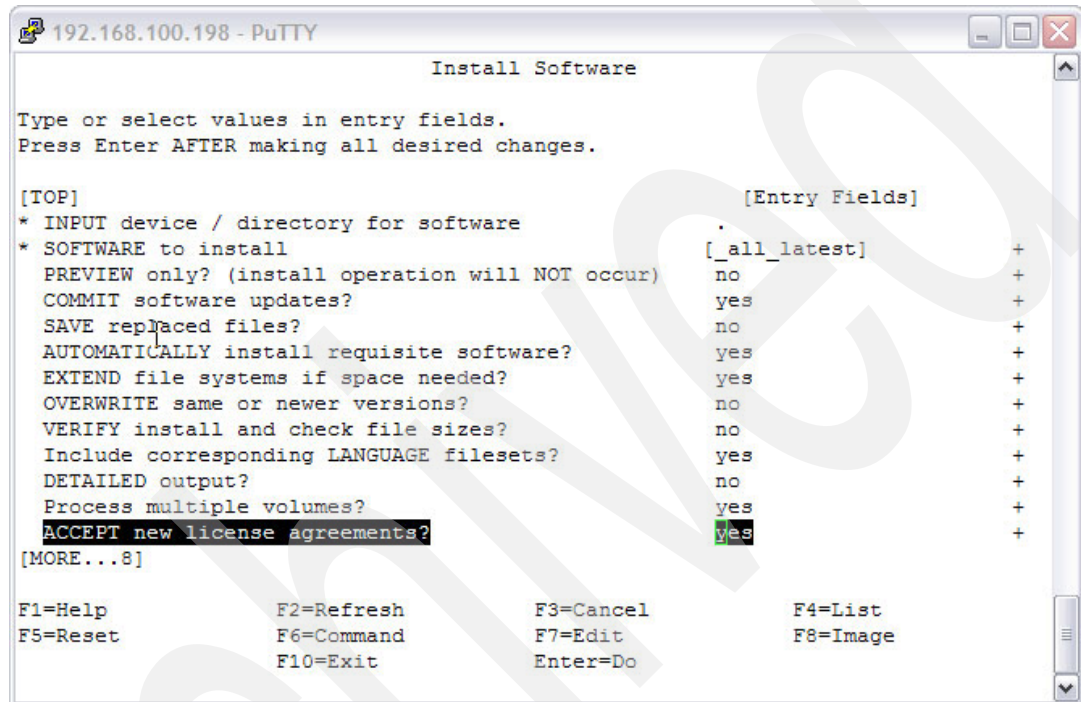 192.168.100.198 - PuTTY
Install Software
Type or select values in entry fields.
Press Enter AFTER making all desired changes.
[TOP] [Entry Fields]
* INPUT device / directory for software .
* SOFTWARE to install [_all_latest] +
PREVIEW only? (install operation will NOT occur) no +
COMMIT software updates? yes +
SAVE replaced files? no +
AUTOMATICALLY install requisite software? yes +
EXTEND file systems if space needed? yes +
OVERWRITE same or newer versions? no +
VERIFY install and check file sizes? no +
Include corresponding LANGUAGE filesets? yes +
DETAILED output? no +
Process multiple volumes? yes +
ACCEPT new license agreements? yes +
[MORE...8]
F1=Help F2=Refresh F3=Cancel F4=List
F5=Reset F6=Command F7=Edit F8=Image
F10=Exit Enter=Do